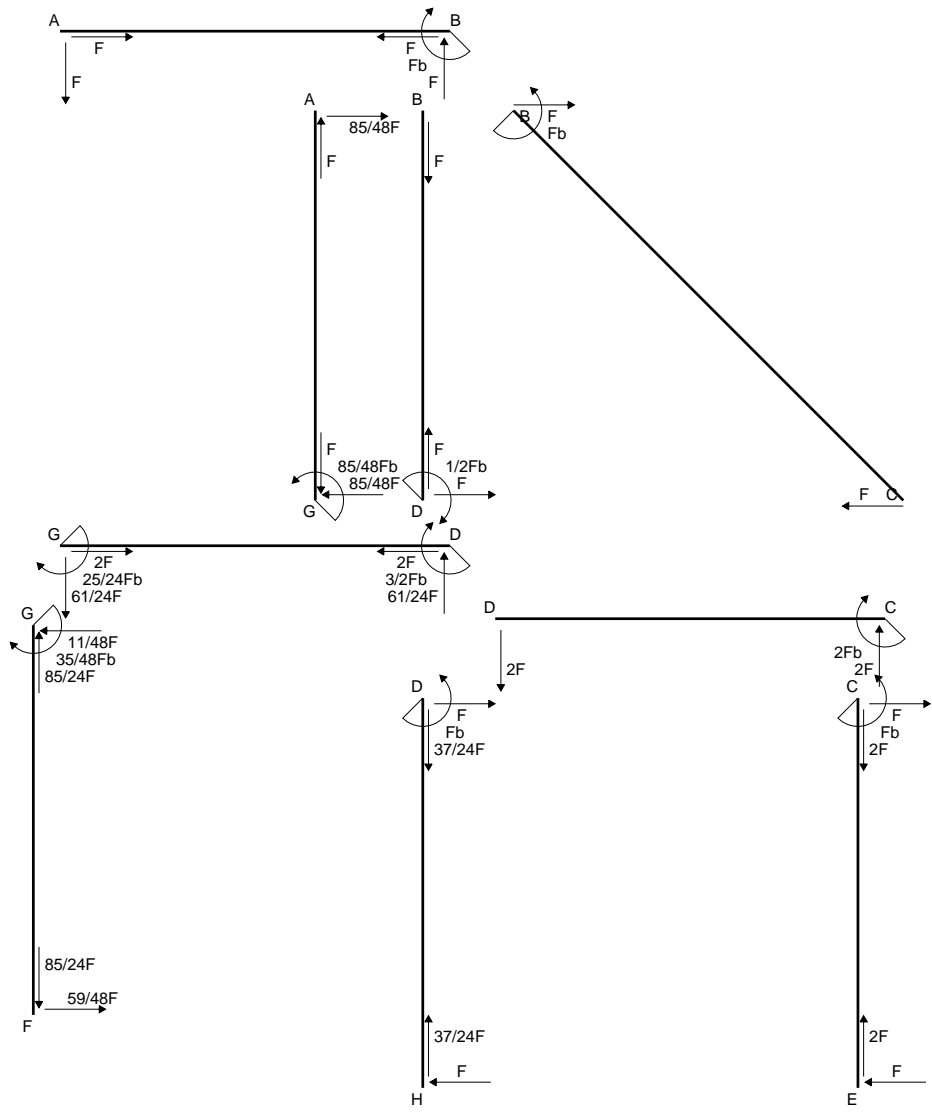 A B
F F
Fb
F F
A B
85/48F
F F
B F
Fb
F F
85/48Fb 1/2Fb
85/48F F
G D
F C
G D
2F 2F
25/24Fb 3/2Fb
61/24F 61/24F
G
11/48F
35/48Fb
85/24F
D C
2F 2Fb
2F
D C
F F
Fb Fb
37/24F 2F
85/24F
59/48F
F
37/24F 2F
F F
H E